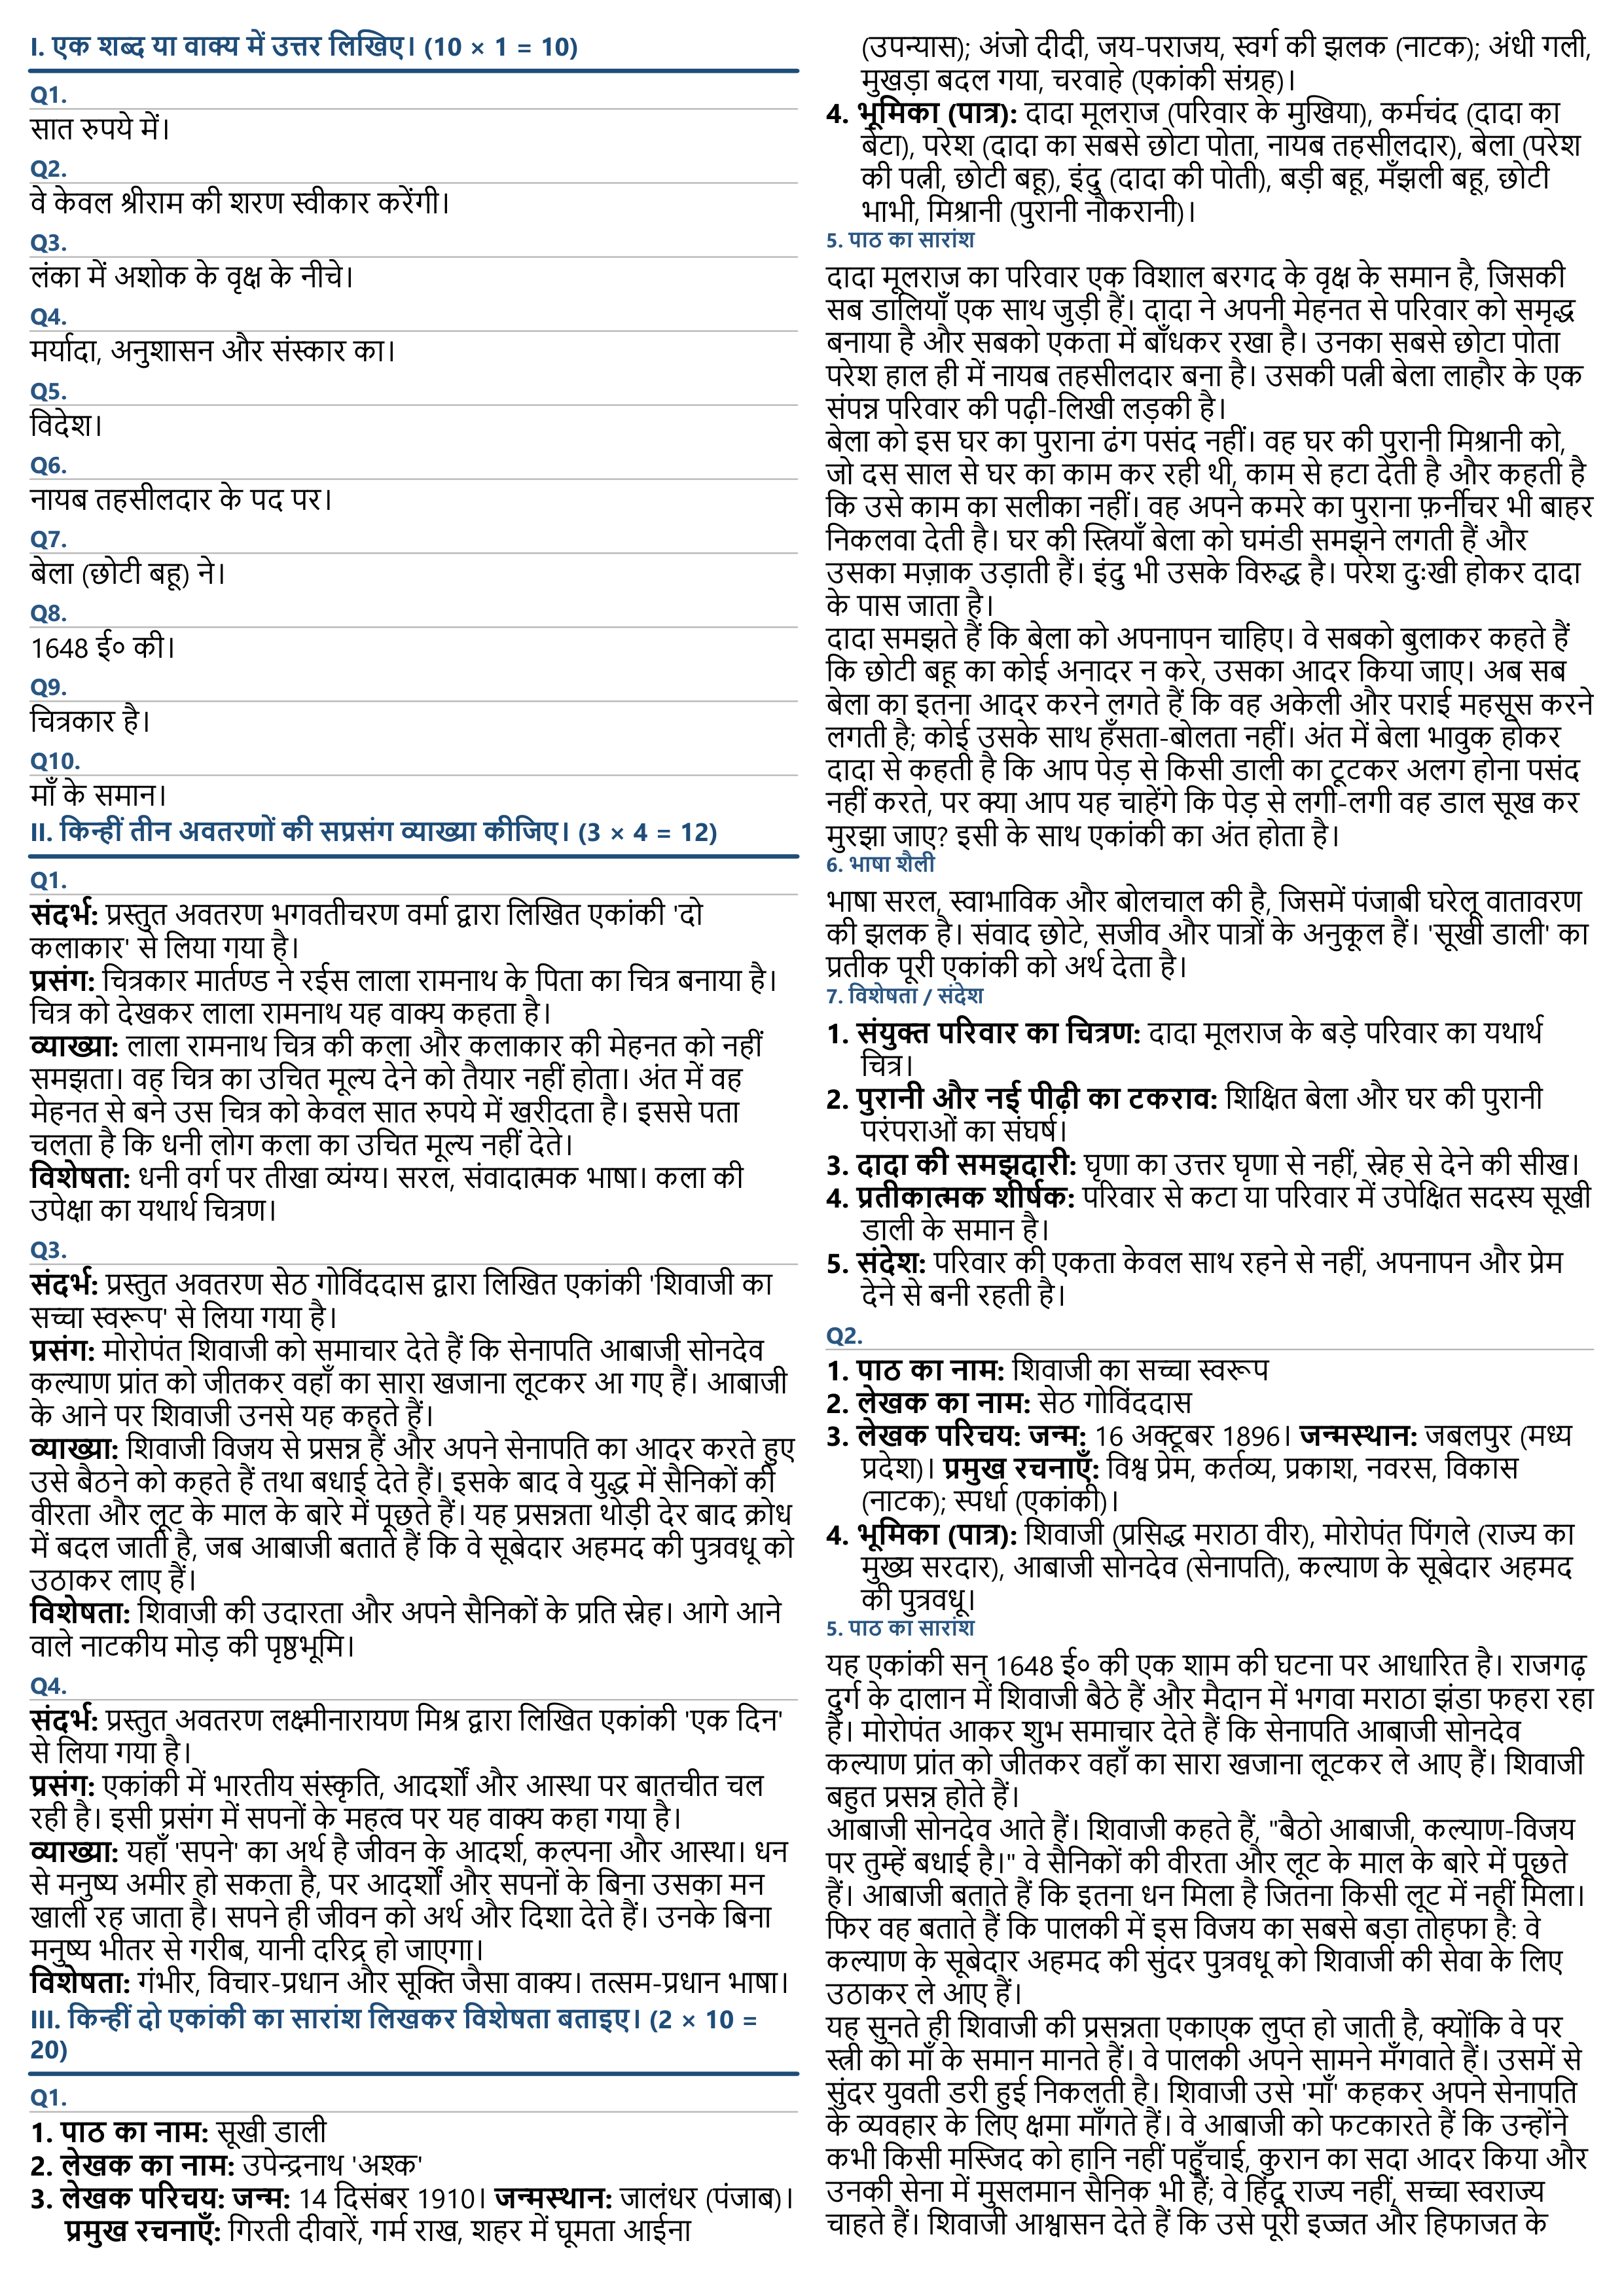 I. एक शब्द या वाक्य में उत्तर लिखिए। (10 × 1 = 10)
Q1.
सात रुपये में।
Q2.
वे केवल श्रीराम की शरण स्वीकार करेंगी।
Q3.
लंका में अशोक के वृक्ष के नीचे।
Q4.
मर्यादा, अनुशासन और संस्कार का।
Q5.
विदेश।
Q6.
नायब तहसीलदार के पद पर।
Q7.
बेला (छोटी बहू) ने।
Q8.
1648 ई० की।
Q9.
चित्रकार है।
Q10.
माँ के समान।
II. किन्हीं तीन अवतरणों की सप्रसंग व्याख्या कीजिए। (3 × 4 = 12)
Q1.
संदर्भ: प्रस्तुत अवतरण भगवतीचरण वर्मा द्वारा लिखित एकांकी 'दो
कलाकार' से लिया गया है।
प्रसंग: चित्रकार मार्तण्ड ने रईस लाला रामनाथ के पिता का चित्र बनाया है।
चित्र को देखकर लाला रामनाथ यह वाक्य कहता है।
व्याख्या: लाला रामनाथ चित्र की कला और कलाकार की मेहनत को नहीं
समझता। वह चित्र का उचित मूल्य देने को तैयार नहीं होता। अंत में वह
मेहनत से बने उस चित्र को केवल सात रुपये में खरीदता है। इससे पता
चलता है कि धनी लोग कला का उचित मूल्य नहीं देते।
विशेषता: धनी वर्ग पर तीखा व्यंग्य। सरल, संवादात्मक भाषा। कला की
उपेक्षा का यथार्थ चित्रण।
Q3.
संदर्भ: प्रस्तुत अवतरण सेठ गोविंददास द्वारा लिखित एकांकी 'शिवाजी का
सच्चा स्वरूप' से लिया गया है।
प्रसंग: मोरोपंत शिवाजी को समाचार देते हैं कि सेनापति आबाजी सोनदेव
कल्याण प्रांत को जीतकर वहाँ का सारा खजाना लूटकर आ गए हैं। आबाजी
के आने पर शिवाजी उनसे यह कहते हैं।
व्याख्या: शिवाजी विजय से प्रसन्न हैं और अपने सेनापति का आदर करते हुए
उसे बैठने को कहते हैं तथा बधाई देते हैं। इसके बाद वे युद्ध में सैनिकों की
वीरता और लूट के माल के बारे में पूछते हैं। यह प्रसन्नता थोड़ी देर बाद क्रोध
में बदल जाती है, जब आबाजी बताते हैं कि वे सूबेदार अहमद की पुत्रवधू को
उठाकर लाए हैं।
विशेषता: शिवाजी की उदारता और अपने सैनिकों के प्रति स्नेह। आगे आने
वाले नाटकीय मोड़ की पृष्ठभूमि।
Q4.
संदर्भ: प्रस्तुत अवतरण लक्ष्मीनारायण मिश्र द्वारा लिखित एकांकी 'एक दिन'
से लिया गया है।
प्रसंग: एकांकी में भारतीय संस्कृति, आदर्शों और आस्था पर बातचीत चल
रही है। इसी प्रसंग में सपनों के महत्व पर यह वाक्य कहा गया है।
व्याख्या: यहाँ 'सपने' का अर्थ है जीवन के आदर्श, कल्पना और आस्था। धन
से मनुष्य अमीर हो सकता है, पर आदर्शों और सपनों के बिना उसका मन
खाली रह जाता है। सपने ही जीवन को अर्थ और दिशा देते हैं। उनके बिना
मनुष्य भीतर से गरीब, यानी दरिद्र हो जाएगा।
विशेषता: गंभीर, विचार-प्रधान और सूक्ति जैसा वाक्य। तत्सम-प्रधान भाषा।
III. किन्हीं दो एकांकी का सारांश लिखकर विशेषता बताइए। (2 × 10 =
20)
Q1.
1. पाठ का नाम: सूखी डाली
2. लेखक का नाम: उपेन्द्रनाथ 'अश्क'
3. लेखक परिचय: जन्म: 14 दिसंबर 1910। जन्मस्थान: जालंधर (पंजाब)।
प्रमुख रचनाएँ: गिरती दीवारें, गर्म राख, शहर में घूमता आईना
(उपन्यास); अंजो दीदी, जय-पराजय, स्वर्ग की झलक (नाटक); अंधी गली,
मुखड़ा बदल गया, चरवाहे (एकांकी संग्रह)।
4. भूमिका (पात्र): दादा मूलराज (परिवार के मुखिया), कर्मचंद (दादा का
बेटा), परेश (दादा का सबसे छोटा पोता, नायब तहसीलदार), बेला (परेश
की पत्नी, छोटी बहू), इंदु (दादा की पोती), बड़ी बहू, मँझली बहू, छोटी
भाभी, मिश्रानी (पुरानी नौकरानी)।
5. पाठ का सारांश
दादा मूलराज का परिवार एक विशाल बरगद के वृक्ष के समान है, जिसकी
सब डालियाँ एक साथ जुड़ी हैं। दादा ने अपनी मेहनत से परिवार को समृद्ध
बनाया है और सबको एकता में बाँधकर रखा है। उनका सबसे छोटा पोता
परेश हाल ही में नायब तहसीलदार बना है। उसकी पत्नी बेला लाहौर के एक
संपन्न परिवार की पढ़ी-लिखी लड़की है।
बेला को इस घर का पुराना ढंग पसंद नहीं। वह घर की पुरानी मिश्रानी को,
जो दस साल से घर का काम कर रही थी, काम से हटा देती है और कहती है
कि उसे काम का सलीका नहीं। वह अपने कमरे का पुराना फ़र्नीचर भी बाहर
निकलवा देती है। घर की स्त्रियाँ बेला को घमंडी समझने लगती हैं और
उसका मज़ाक उड़ाती हैं। इंदु भी उसके विरुद्ध है। परेश दुःखी होकर दादा
के पास जाता है।
दादा समझते हैं कि बेला को अपनापन चाहिए। वे सबको बुलाकर कहते हैं
कि छोटी बहू का कोई अनादर न करे, उसका आदर किया जाए। अब सब
बेला का इतना आदर करने लगते हैं कि वह अकेली और पराई महसूस करने
लगती है; कोई उसके साथ हँसता-बोलता नहीं। अंत में बेला भावुक होकर
दादा से कहती है कि आप पेड़ से किसी डाली का टूटकर अलग होना पसंद
नहीं करते, पर क्या आप यह चाहेंगे कि पेड़ से लगी-लगी वह डाल सूख कर
मुरझा जाए? इसी के साथ एकांकी का अंत होता है।
6. भाषा शैली
भाषा सरल, स्वाभाविक और बोलचाल की है, जिसमें पंजाबी घरेलू वातावरण
की झलक है। संवाद छोटे, सजीव और पात्रों के अनुकूल हैं। 'सूखी डाली' का
प्रतीक पूरी एकांकी को अर्थ देता है।
7. विशेषता / संदेश
1. संयुक्त परिवार का चित्रण: दादा मूलराज के बड़े परिवार का यथार्थ
चित्र।
2. पुरानी और नई पीढ़ी का टकराव: शिक्षित बेला और घर की पुरानी
परंपराओं का संघर्ष।
3. दादा की समझदारी: घृणा का उत्तर घृणा से नहीं, स्नेह से देने की सीख।
4. प्रतीकात्मक शीर्षक: परिवार से कटा या परिवार में उपेक्षित सदस्य सूखी
डाली के समान है।
5. संदेश: परिवार की एकता केवल साथ रहने से नहीं, अपनापन और प्रेम
देने से बनी रहती है।
Q2.
1. पाठ का नाम: शिवाजी का सच्चा स्वरूप
2. लेखक का नाम: सेठ गोविंददास
3. लेखक परिचय: जन्म: 16 अक्टूबर 1896। जन्मस्थान: जबलपुर (मध्य
प्रदेश)। प्रमुख रचनाएँ: विश्व प्रेम, कर्तव्य, प्रकाश, नवरस, विकास
(नाटक); स्पर्धा (एकांकी)।
4. भूमिका (पात्र): शिवाजी (प्रसिद्ध मराठा वीर), मोरोपंत पिंगले (राज्य का
मुख्य सरदार), आबाजी सोनदेव (सेनापति), कल्याण के सूबेदार अहमद
की पुत्रवधू।
5. पाठ का सारांश
यह एकांकी सन् 1648 ई० की एक शाम की घटना पर आधारित है। राजगढ़
दुर्ग के दालान में शिवाजी बैठे हैं और मैदान में भगवा मराठा झंडा फहरा रहा
है। मोरोपंत आकर शुभ समाचार देते हैं कि सेनापति आबाजी सोनदेव
कल्याण प्रांत को जीतकर वहाँ का सारा खजाना लूटकर ले आए हैं। शिवाजी
बहुत प्रसन्न होते हैं।
आबाजी सोनदेव आते हैं। शिवाजी कहते हैं, "बैठो आबाजी, कल्याण-विजय
पर तुम्हें बधाई है।" वे सैनिकों की वीरता और लूट के माल के बारे में पूछते
हैं। आबाजी बताते हैं कि इतना धन मिला है जितना किसी लूट में नहीं मिला।
फिर वह बताते हैं कि पालकी में इस विजय का सबसे बड़ा तोहफा है: वे
कल्याण के सूबेदार अहमद की सुंदर पुत्रवधू को शिवाजी की सेवा के लिए
उठाकर ले आए हैं।
यह सुनते ही शिवाजी की प्रसन्नता एकाएक लुप्त हो जाती है, क्योंकि वे पर
स्त्री को माँ के समान मानते हैं। वे पालकी अपने सामने मँगवाते हैं। उसमें से
सुंदर युवती डरी हुई निकलती है। शिवाजी उसे 'माँ' कहकर अपने सेनापति
के व्यवहार के लिए क्षमा माँगते हैं। वे आबाजी को फटकारते हैं कि उन्होंने
कभी किसी मस्जिद को हानि नहीं पहुँचाई, कुरान का सदा आदर किया और
उनकी सेना में मुसलमान सैनिक भी हैं; वे हिंदू राज्य नहीं, सच्चा स्वराज्य
चाहते हैं। शिवाजी आश्वासन देते हैं कि उसे पूरी इज्जत और हिफाजत के